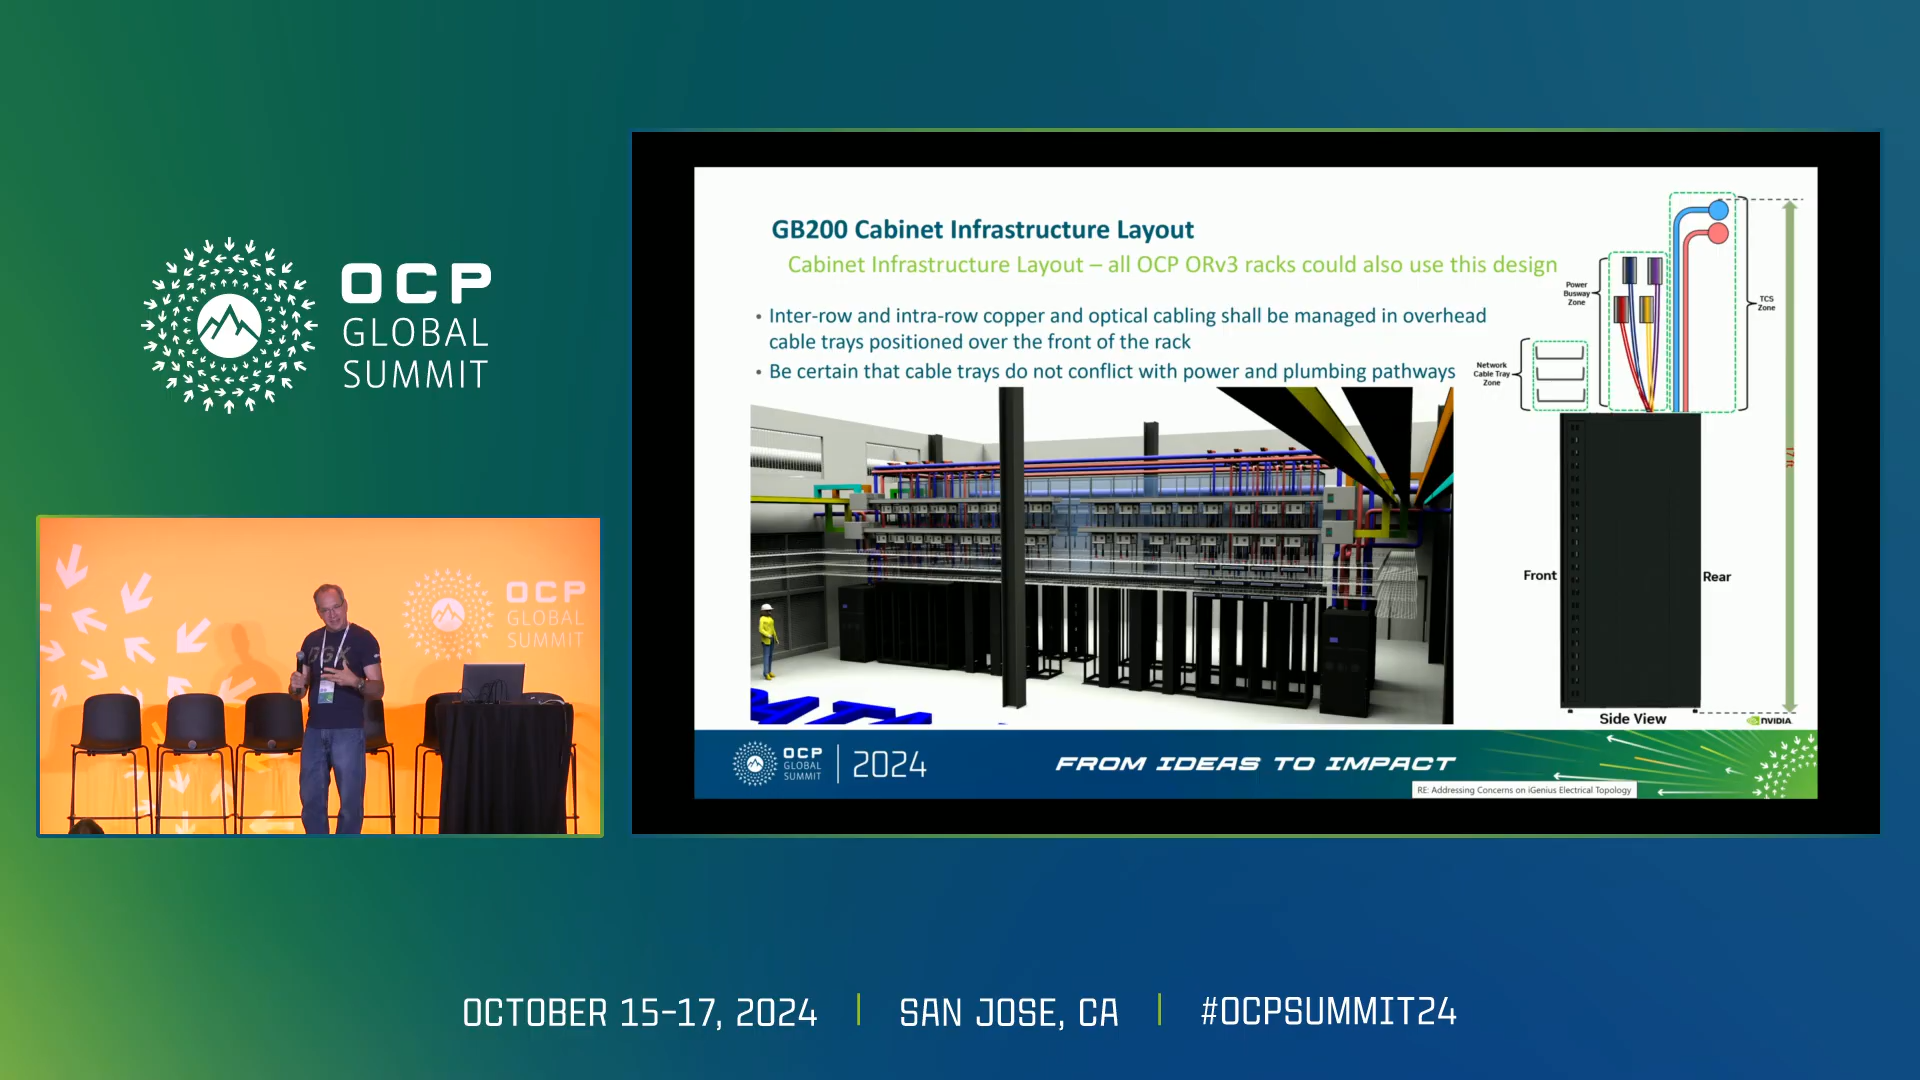 OCP
GLOBAL
SUMMIT
GB200 Cabinet Infrastructure Layout
Cabinet Infrastructure Layout – all OCP ORv3 racks could also use this design
• Inter-row and intra-row copper and optical cabling shall be managed in overhead
cable trays positioned over the front of the rack
• Be certain that cable trays do not conflict with power and plumbing pathways
Power
Busway
Zone
TCS
Zone
Network
Cable Tray
Zone
Front
Rear
Side View
NVIDIA
OCP
GLOBAL
SUMMIT
2024
FROM IDEAS TO IMPACT
RE: Addressing Concerns on iGenius Electrical Topology
OCP
GLOBAL
SUMMIT
DGX
OCTOBER 15-17, 2024
SAN JOSE, CA
#OCPSUMMIT24